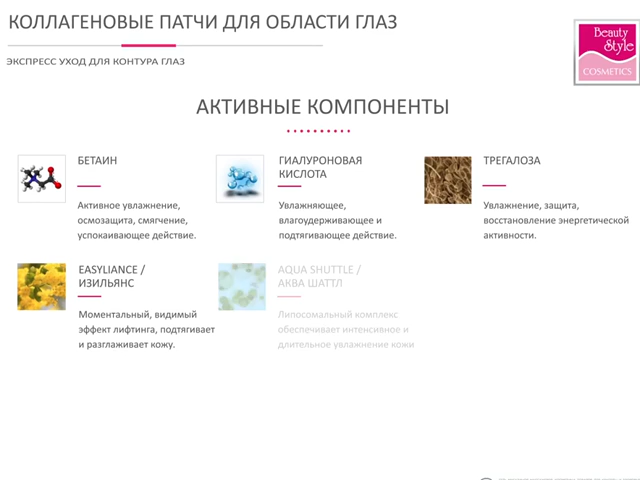 КОЛЛАГЕНОВЫЕ ПАТЧИ ДЛЯ ОБЛАСТИ ГЛАЗ
ЭКСПРЕСС УХОД ДЛЯ КОНТУРА ГЛАЗ
Beauty
Style
COSMETICS
АКТИВНЫЕ КОМПОНЕНТЫ
БЕТАИН
Активное увлажнение,
осмозащита, смягчение,
успокаивающее действие.
ГИАЛУРОНОВАЯ
КИСЛОТА
Увлажняющее,
влагоудерживающее и
подтягивающее действие.
ТРЕГАЛОЗА
Увлажнение, защита,
восстановление энергетической
активности.
EASYLIANCE /
ИЗИЛЬЯНС
Моментальный, видимый
эффект лифтинга, подтягивает
и разглаживает кожу.
AQUA SHUTTLE /
АКВА ШАТТЛ
Липосомальный комплекс
обеспечивает интенсивное и
длительное увлажнение кожи